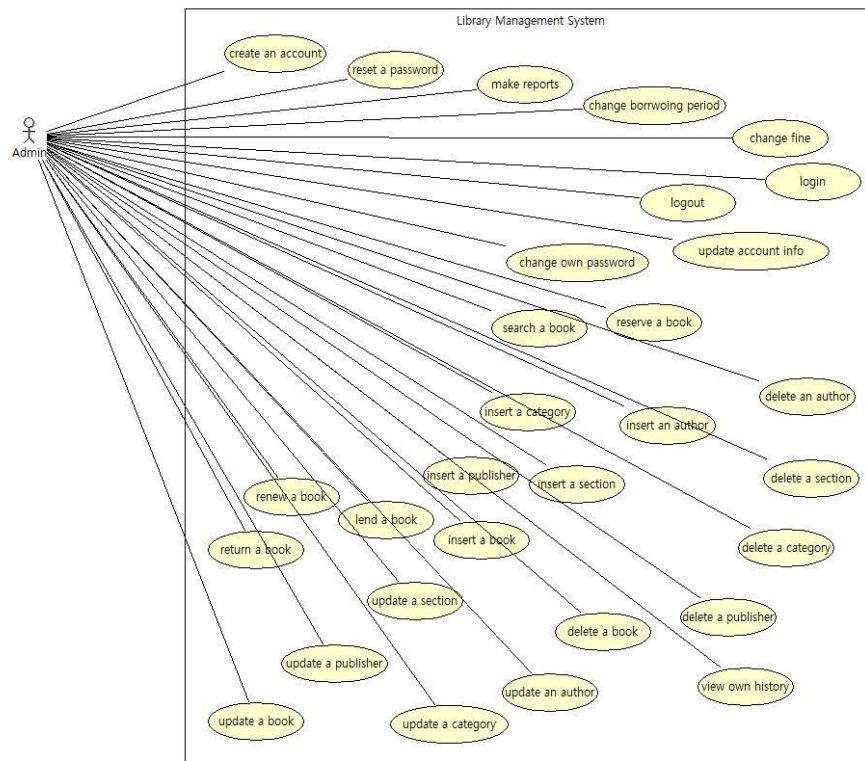 Library Management System
create an account
reset a password
make reports
change borrwoing period
Admin
change fine
login
logout
update account info
change own password
reserve a book
search a book
delete an author
insert a category
insert an author
delete a section
insert a publisher
insert a section
renew a book
lend a book
insert a book
return a book
delete a category
update a section
delete a publisher
delete a book
update a publisher
view own history
update an author
update a book
update a category